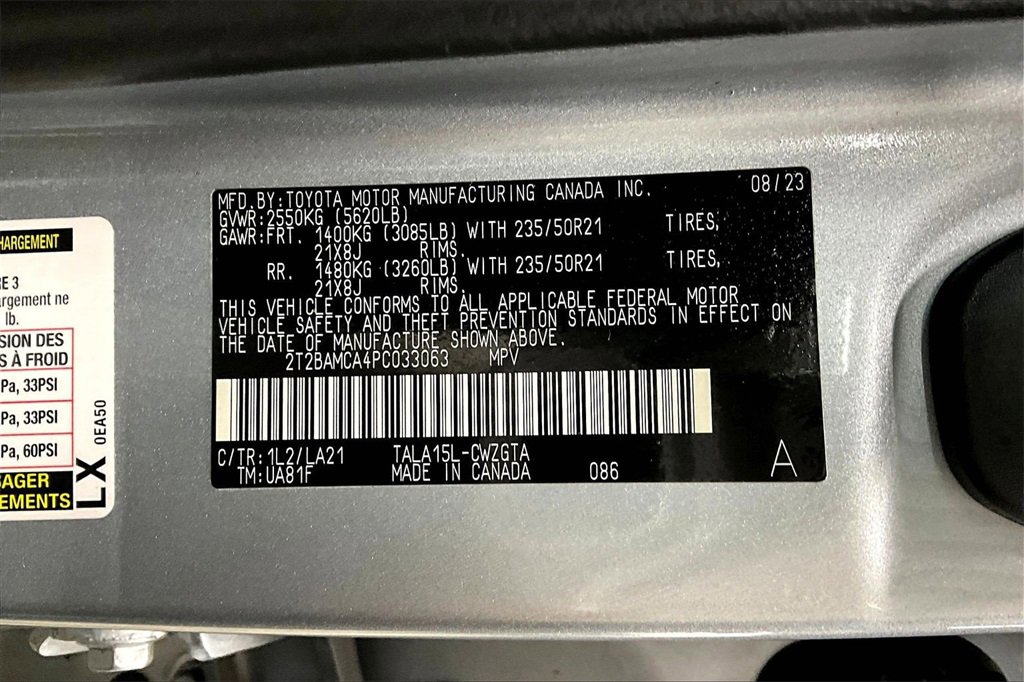 MFD.BY:TOYOTA MOTOR MANUFACTURING CANADA INC. 08/23
GVWR:2550KG (5620LB)
GAWR:FRT. 1400KG (3085LB) WITH 235/50R21 TIRES,
21X8J RIMS.
RR. 1480KG (3260LB) WITH 235/50R21 TIRES,
21X8J RIMS.
THIS VEHICLE CONFORMS TO ALL APPLICABLE FEDERAL MOTOR
VEHICLE SAFETY AND THEFT PREVENTION STANDARDS IN EFFECT ON
THE DATE OF MANUFACTURE SHOWN ABOVE.
2T2BAMCA4PC033063 MPV
C/TR:1L2/LA21 TALA15L-CWZGTA
TM:UA81F MADE IN CANADA 086 A
HARGEMENT
RE 3
argement ne
lb.
SION DES
S À FROID
Pa, 33PSI
Pa, 33PSI
Pa, 60PSI
SAGER
EMENTS
LX 0EA50